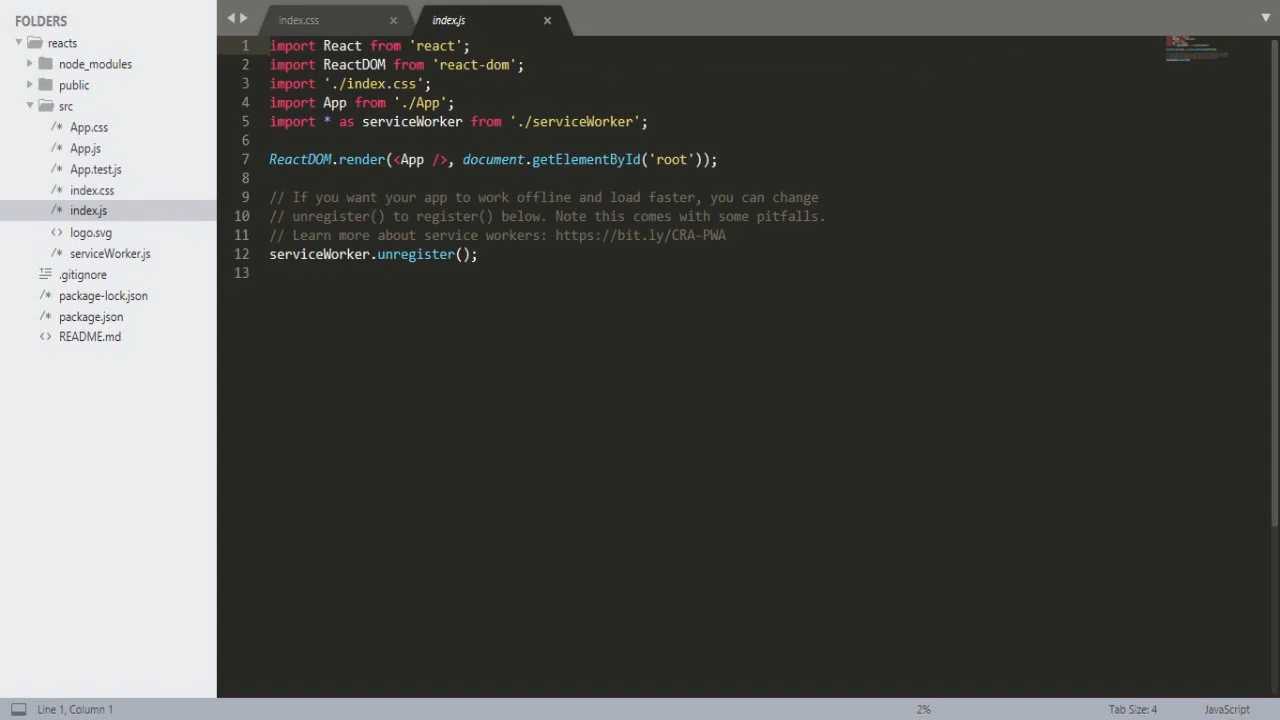 FOLDERS
reacts
node_modules
public
src
/* App.css
/* App.js
/* App.test.js
/* index.css
/* index.js
<> logo.svg
/* serviceWorker.js
.gitignore
package-lock.json
/* package.json
<> README.md
index.css ×
index.js ×
1 import React from 'react';
2 import ReactDOM from 'react-dom';
3 import './index.css';
4 import App from './App';
5 import * as serviceWorker from './serviceWorker';
6
7 ReactDOM.render(<App />, document.getElementById('root'));
8
9 // If you want your app to work offline and load faster, you can change
10 // unregister() to register() below. Note this comes with some pitfalls.
11 // Learn more about service workers: https://bit.ly/CRA-PWA
12 serviceWorker.unregister();
13
Line 1, Column 1
2%
Tab Size: 4
JavaScript